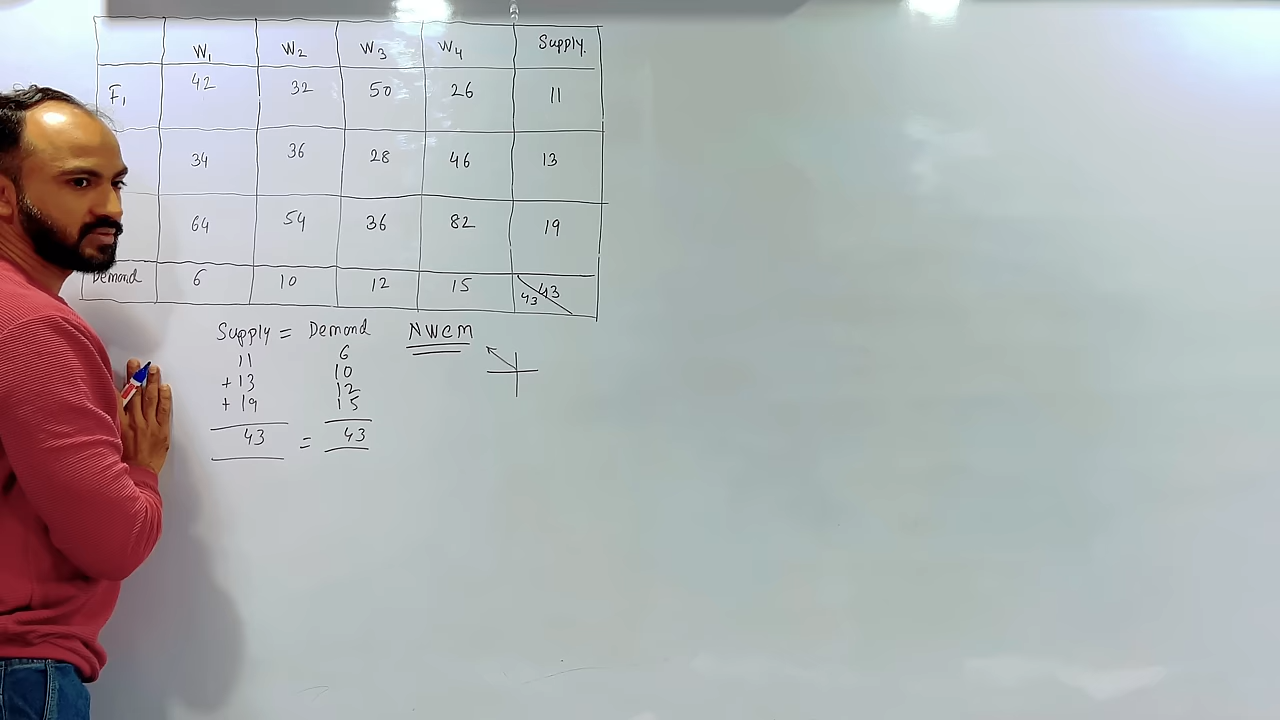 W1 W2 W3 W4 Supply.
F1 42 32 50 26 11
34 36 28 46 13
64 54 36 82 19
Demand 6 10 12 15 43 43
Supply = Demand NWCM
11 6
+ 13 10
+ 19 12
15
43 = 43